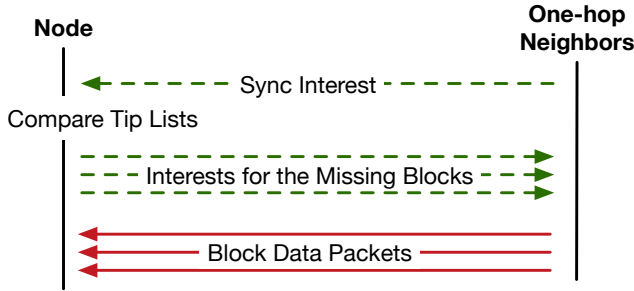 Node
One-hop
Neighbors
Sync Interest
Compare Tip Lists
Interests for the Missing Blocks
Block Data Packets